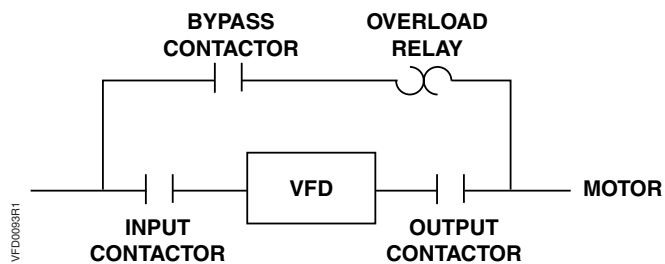 BYPASS
CONTACTOR
OVERLOAD
RELAY
VFD
MOTOR
INPUT
CONTACTOR
OUTPUT
CONTACTOR
VFD0093R1